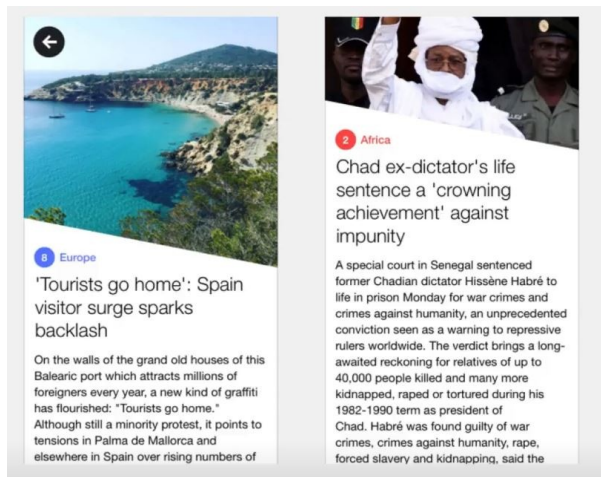 8 Europe
'Tourists go home': Spain
visitor surge sparks
backlash
On the walls of the grand old houses of this
Balearic port which attracts millions of
foreigners every year, a new kind of graffiti
has flourished: "Tourists go home."
Although still a minority protest, it points to
tensions in Palma de Mallorca and
elsewhere in Spain over rising numbers of
2 Africa
Chad ex-dictator's life
sentence a 'crowning
achievement' against
impunity
A special court in Senegal sentenced
former Chadian dictator Hissène Habré to
life in prison Monday for war crimes and
crimes against humanity, an unprecedented
conviction seen as a warning to repressive
rulers worldwide. The verdict brings a long-
awaited reckoning for relatives of up to
40,000 people killed and many more
kidnapped, raped or tortured during his
1982-1990 term as president of
Chad. Habré was found guilty of war
crimes, crimes against humanity, rape,
forced slavery and kidnapping, said the